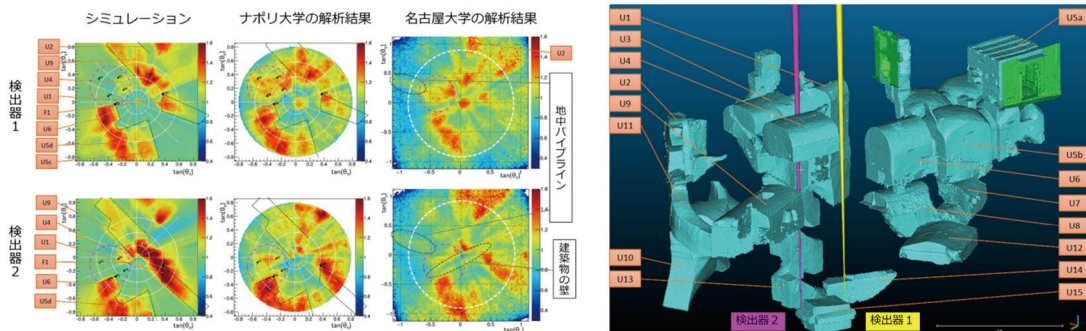 シミュレーション
ナポリ大学の解析結果
名古屋大学の解析結果
検出器1
U2
U9
U4
U1
F1
U6
U5d
U5c
tan(θy)
tan(θx)
U2
地中パイプライン
検出器2
U9
U4
U1
F1
U6
U5d
tan(θy)
tan(θx)
建築物の壁
U1
U3
U4
U2
U9
U11
U10
U13
U5a
U5b
U6
U7
U8
U12
U14
U15
検出器2
検出器1